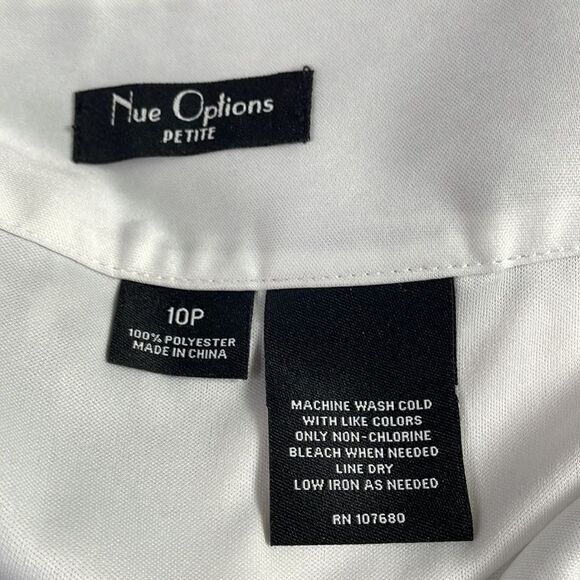 Nue Options
PETITE
10P
100% POLYESTER
MADE IN CHINA
MACHINE WASH COLD
WITH LIKE COLORS
ONLY NON-CHLORINE
BLEACH WHEN NEEDED
LINE DRY
LOW IRON AS NEEDED
RN 107680